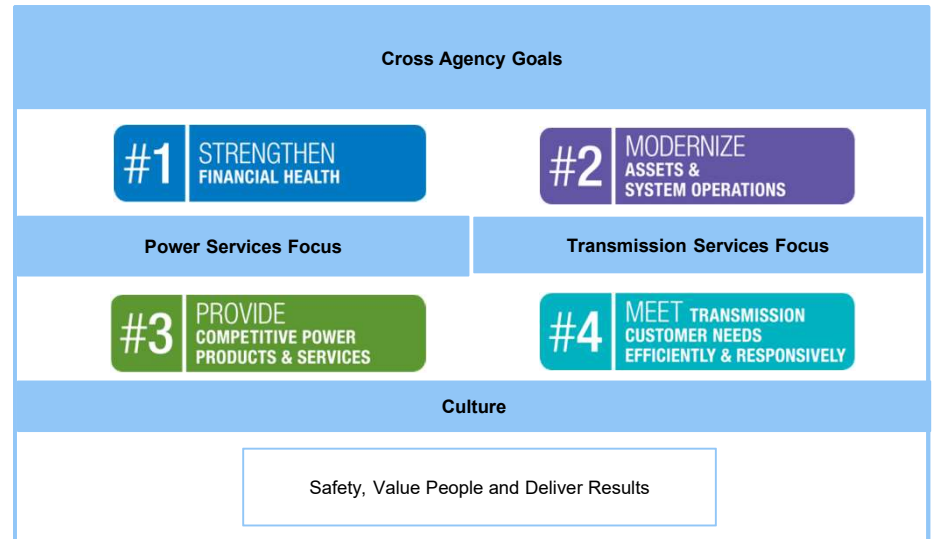 Cross Agency Goals
#1 STRENGTHEN
FINANCIAL HEALTH
#2 MODERNIZE
ASSETS &
SYSTEM OPERATIONS
Power Services Focus
Transmission Services Focus
#3 PROVIDE
COMPETITIVE POWER
PRODUCTS & SERVICES
#4 MEET TRANSMISSION
CUSTOMER NEEDS
EFFICIENTLY & RESPONSIVELY
Culture
Safety, Value People and Deliver Results